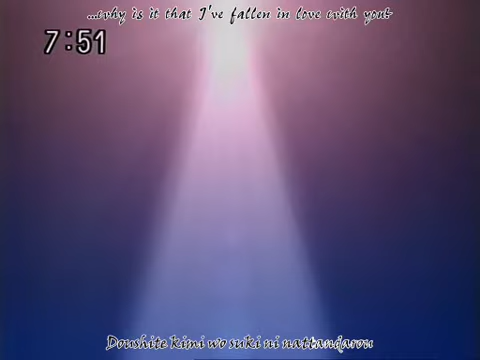 ...why is it that I've fallen in love with you?
7:51
Doushite kimi wo suki ni nattandarou